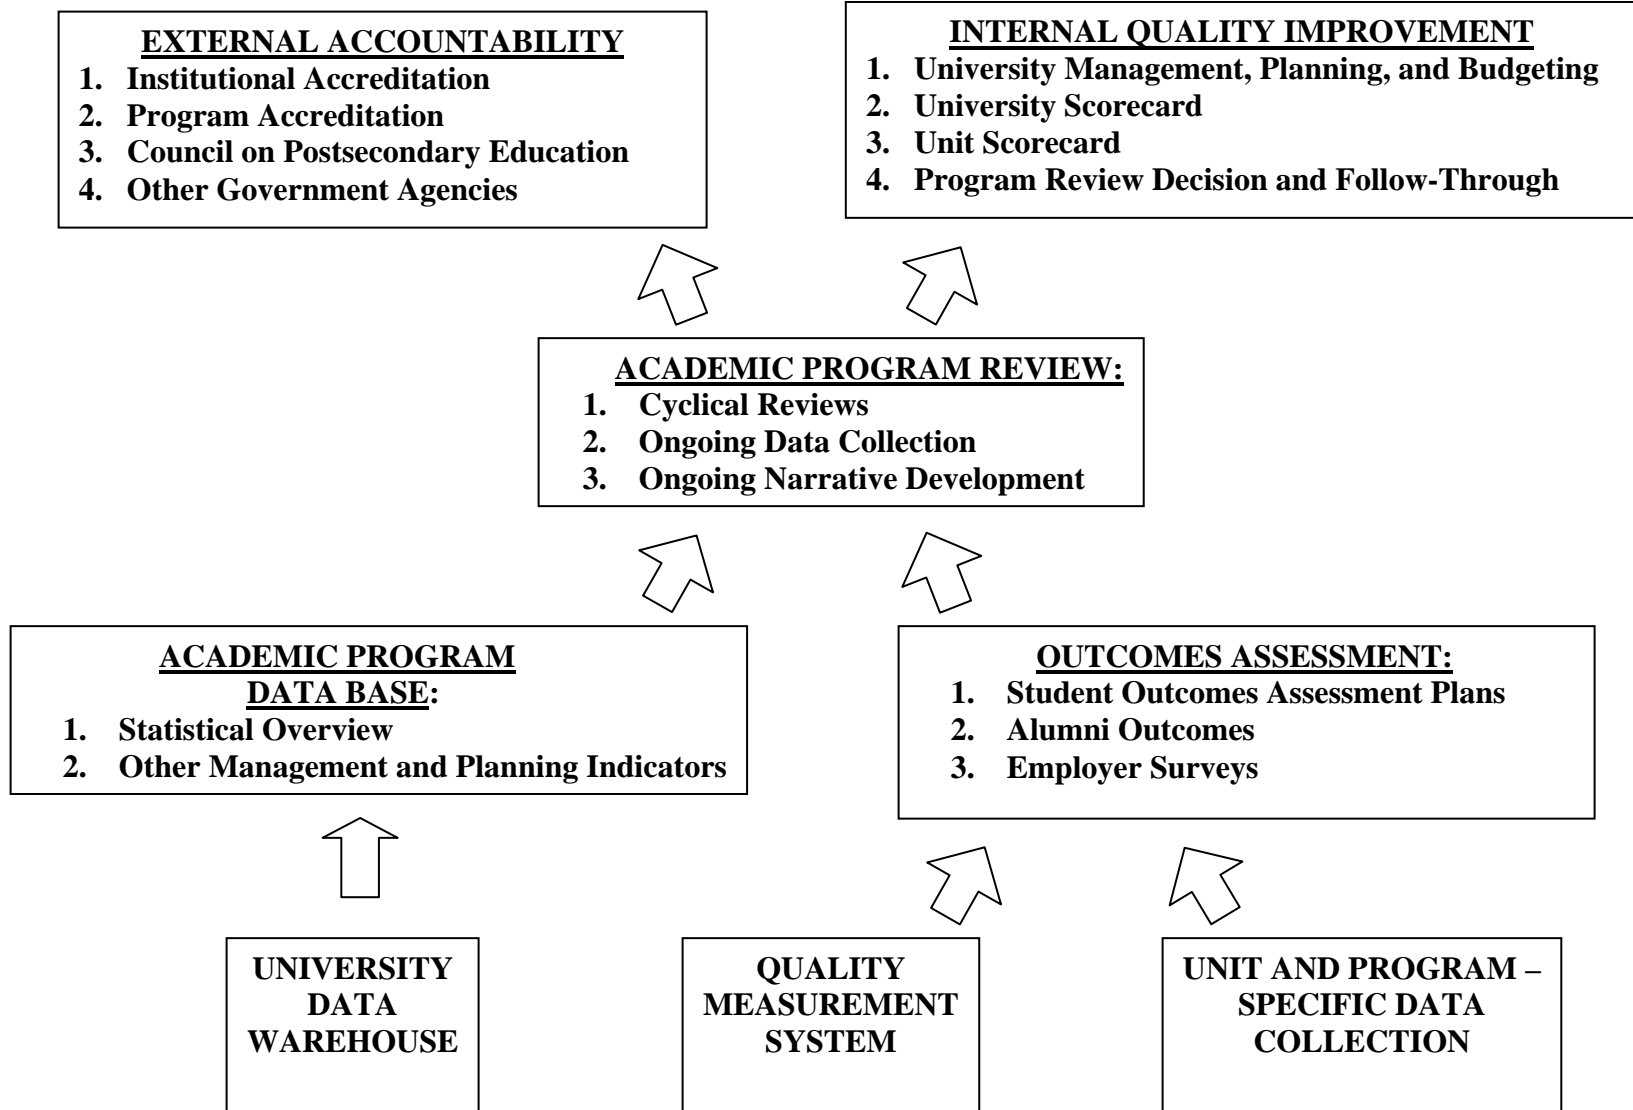 EXTERNAL ACCOUNTABILITY
1. Institutional Accreditation
2. Program Accreditation
3. Council on Postsecondary Education
4. Other Government Agencies
INTERNAL QUALITY IMPROVEMENT
1. University Management, Planning, and Budgeting
2. University Scorecard
3. Unit Scorecard
4. Program Review Decision and Follow-Through
ACADEMIC PROGRAM REVIEW:
1. Cyclical Reviews
2. Ongoing Data Collection
3. Ongoing Narrative Development
ACADEMIC PROGRAM
DATA BASE:
1. Statistical Overview
2. Other Management and Planning Indicators
OUTCOMES ASSESSMENT:
1. Student Outcomes Assessment Plans
2. Alumni Outcomes
3. Employer Surveys
UNIVERSITY
DATA
WAREHOUSE
QUALITY
MEASUREMENT
SYSTEM
UNIT AND PROGRAM –
SPECIFIC DATA
COLLECTION